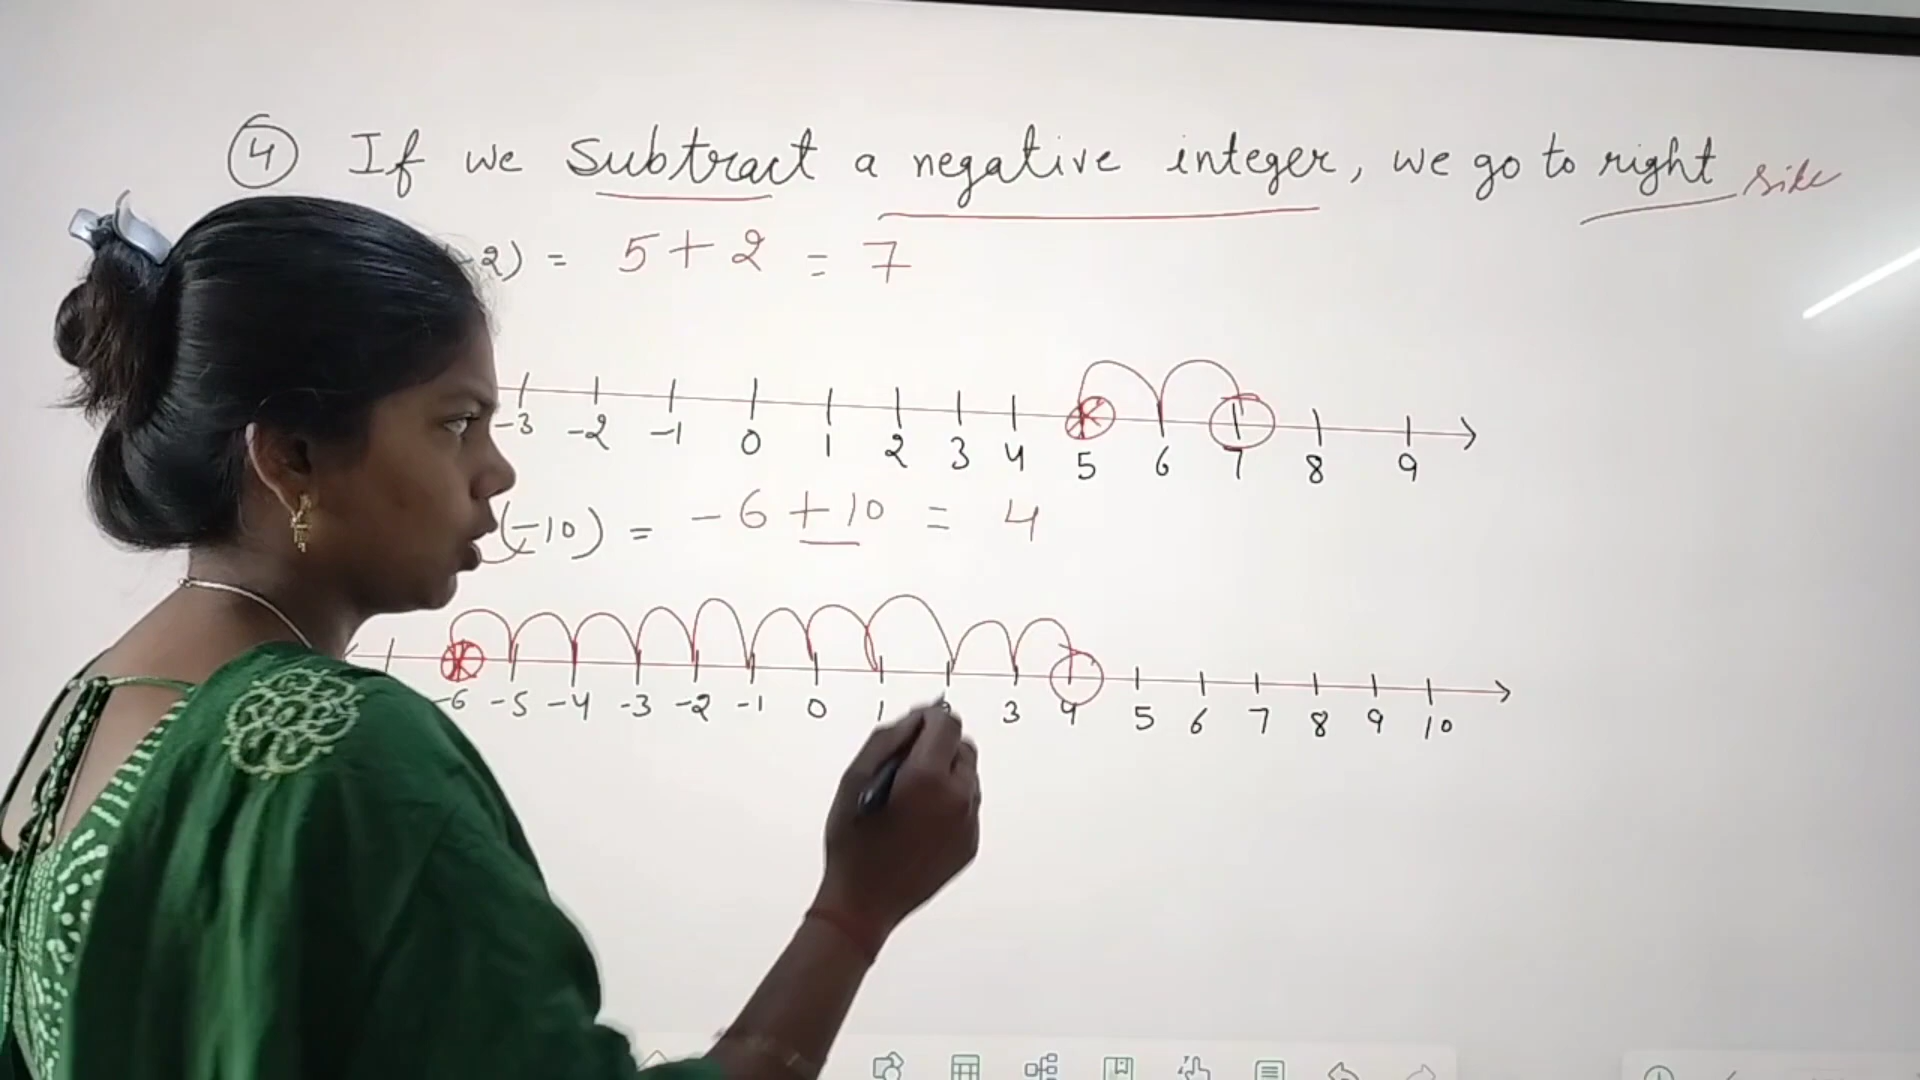 4 If we subtract a negative integer, we go to right side
-2) = 5 + 2 = 7
-3 -2 -1 0 1 2 3 4 5 6 7 8 9
(-10) = -6 + 10 = 4
-6 -5 -4 -3 -2 -1 0 1 3 4 5 6 7 8 9 10